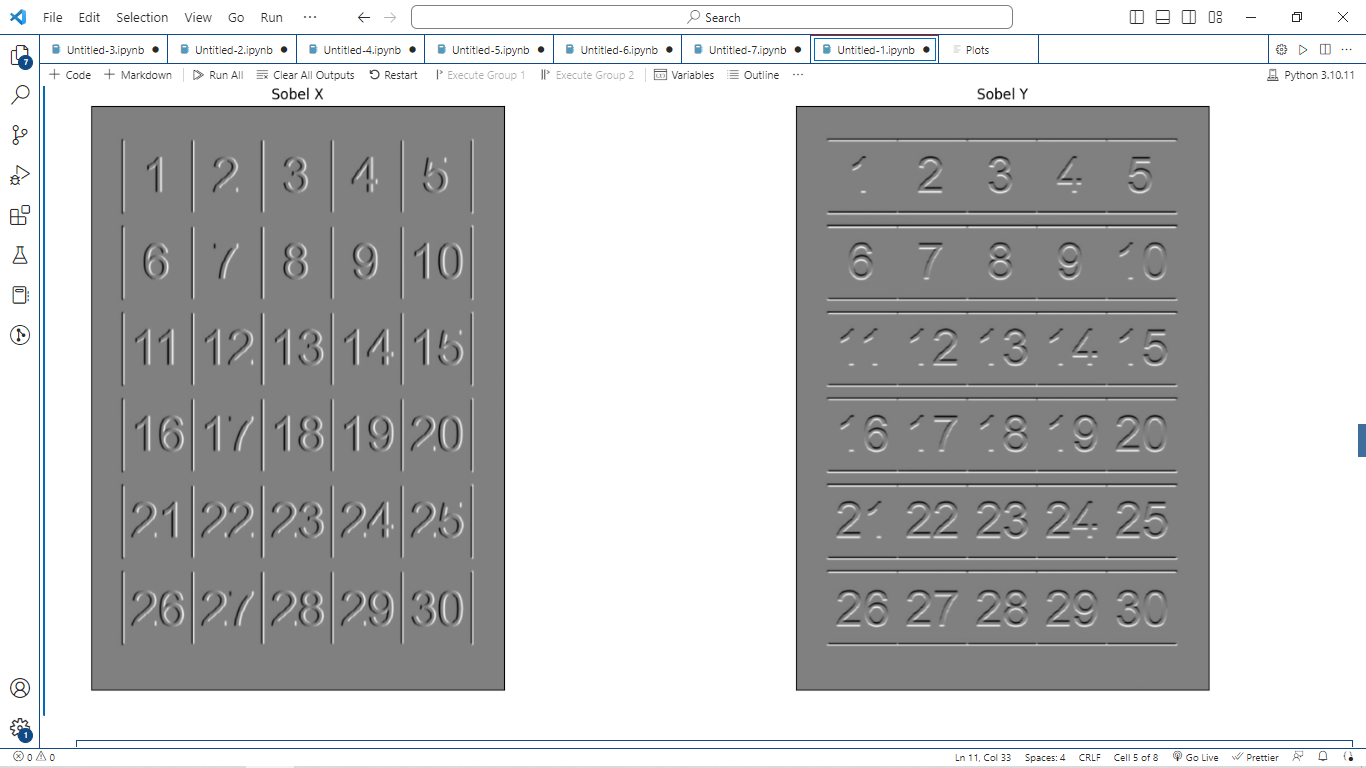 File Edit Selection View Go Run ··· Search
Untitled-3.ipynb Untitled-2.ipynb Untitled-4.ipynb Untitled-5.ipynb Untitled-6.ipynb Untitled-7.ipynb Untitled-1.ipynb Plots
7
+ Code + Markdown Run All Clear All Outputs Restart Execute Group 1 Execute Group 2 Variables Outline ··· Python 3.10.11
Sobel X
1 2 3 4 5
6 7 8 9 10
11 12 13 14 15
16 17 18 19 20
21 22 23 24 25
26 27 28 29 30
Sobel Y
1 2 3 4 5
6 7 8 9 10
11 12 13 14 15
16 17 18 19 20
21 22 23 24 25
26 27 28 29 30
1
0 0 Ln 11, Col 33 Spaces: 4 CRLF Cell 5 of 8 Go Live Prettier